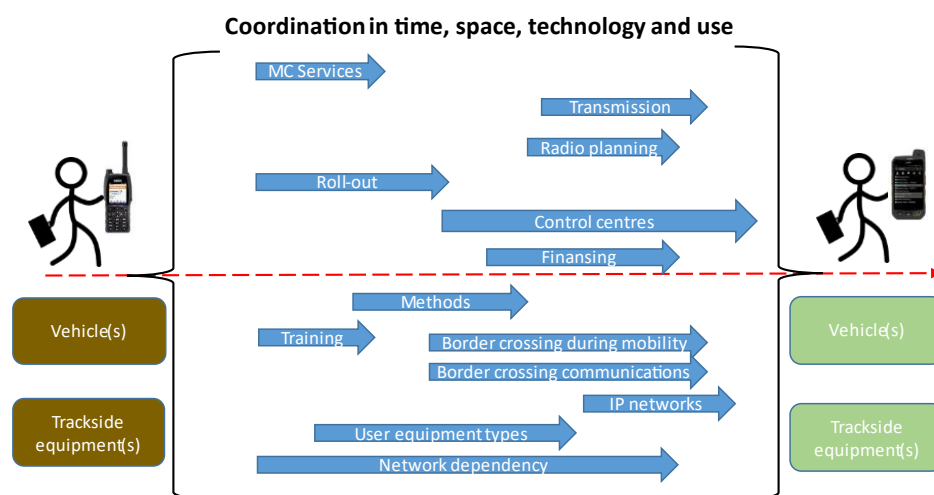 Coordination in time, space, technology and use
MC Services
Transmission
Radio planning
Roll-out
Control centres
Finansing
Methods
Training
Border crossing during mobility
Border crossing communications
IP networks
User equipment types
Network dependency
Vehicle(s)
Trackside
equipment(s)
Vehicle(s)
Trackside
equipment(s)